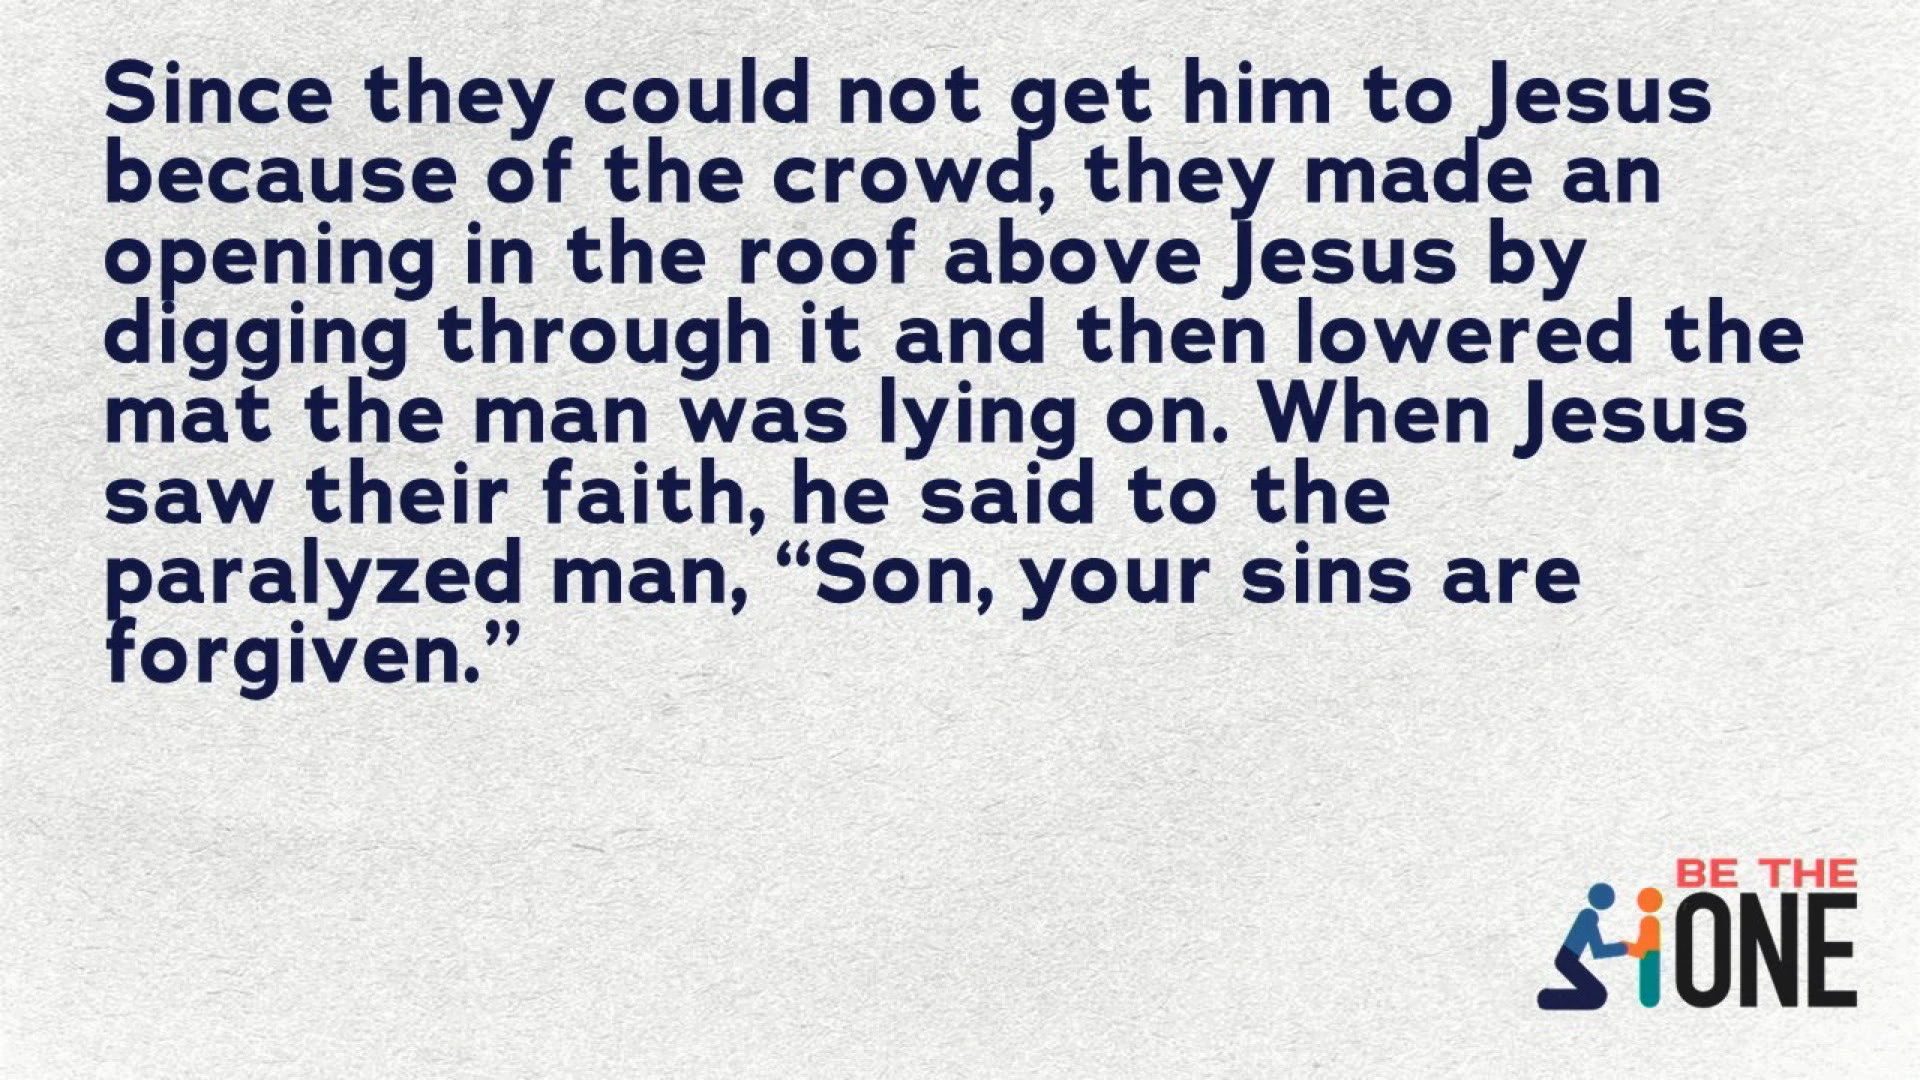 Since they could not get him to Jesus
because of the crowd, they made an
opening in the roof above Jesus by
digging through it and then lowered the
mat the man was lying on. When Jesus
saw their faith, he said to the
paralyzed man, “Son, your sins are
forgiven.”
BE THE
ONE